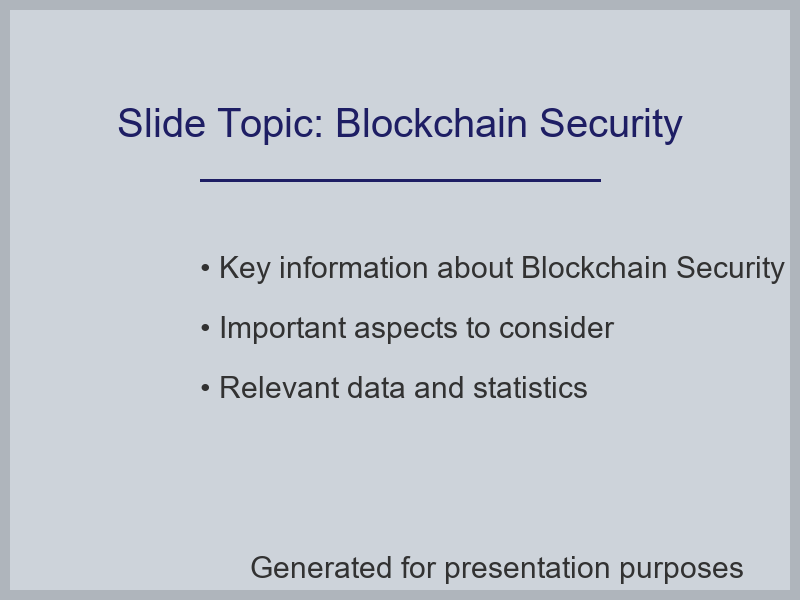 Slide Topic: Blockchain Security
• Key information about Blockchain Security
• Important aspects to consider
• Relevant data and statistics
Generated for presentation purposes